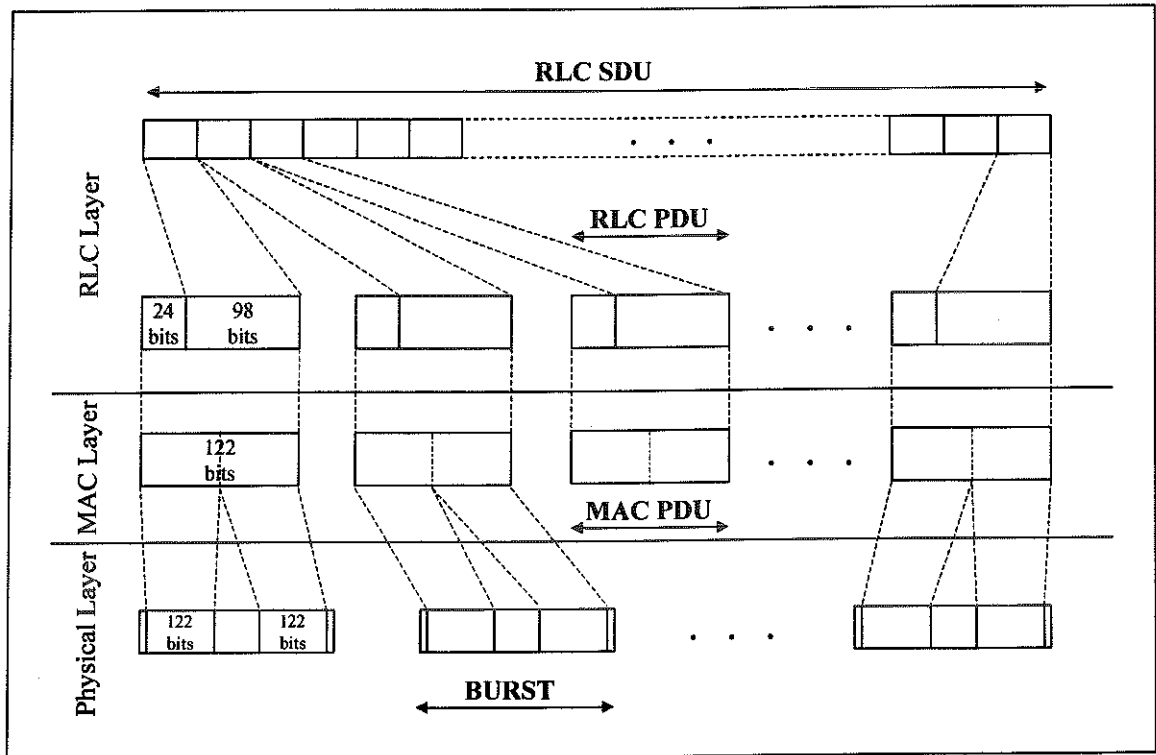 RLC SDU
. . .
RLC Layer
RLC PDU
24
bits
98
bits
. . .
MAC Layer
122
bits
. . .
MAC PDU
Physical Layer
122
bits
122
bits
. . .
BURST